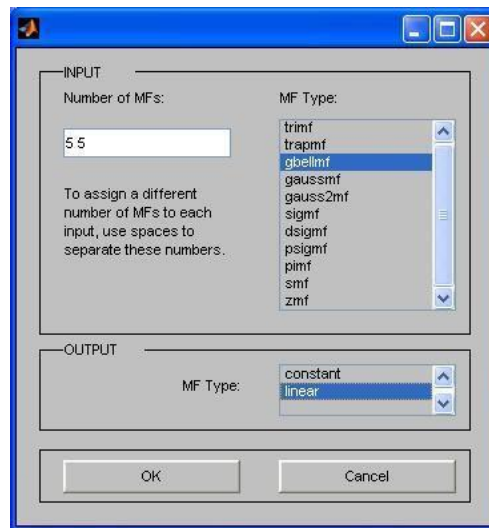 INPUT
Number of MFs:
5 5
To assign a different
number of MFs to each
input, use spaces to
separate these numbers.
MF Type:
trimf
trapmf
gbellmf
gaussmf
gauss2mf
sigmf
dsigmf
psigmf
pimf
smf
zmf
OUTPUT
MF Type:
constant
linear
OK
Cancel